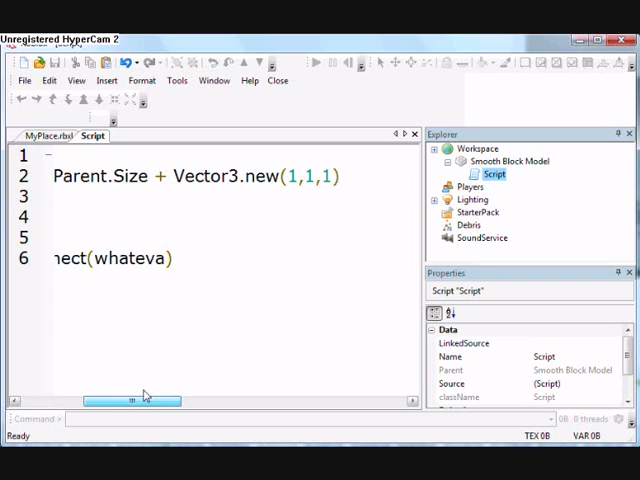 Unregistered HyperCam 2
File Edit View Insert Format Tools Window Help Close
MyPlace.rbxl Script
1
2 Parent.Size + Vector3.new(1,1,1)
3
4
5
6 nect(whateva)
Explorer
Workspace
Smooth Block Model
Script
Players
Lighting
StarterPack
Debris
SoundService
Properties
Script "Script"
Data
LinkedSource
Name Script
Parent Smooth Block Model
Source (Script)
className Script
Command > 0B 0 threads
Ready TEX 0B VAR 0B